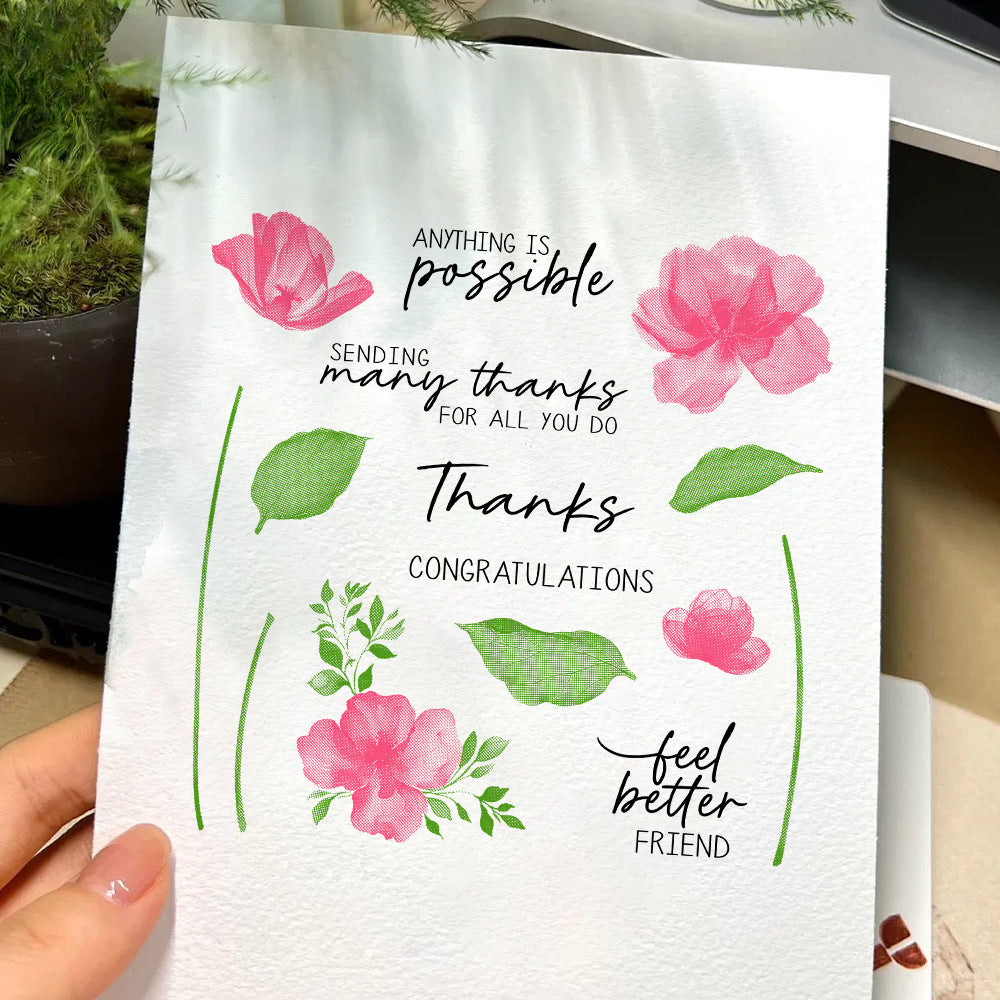 ANYTHING IS
possible
SENDING
many thanks
FOR ALL YOU DO
Thanks
CONGRATULATIONS
feel
better
FRIEND